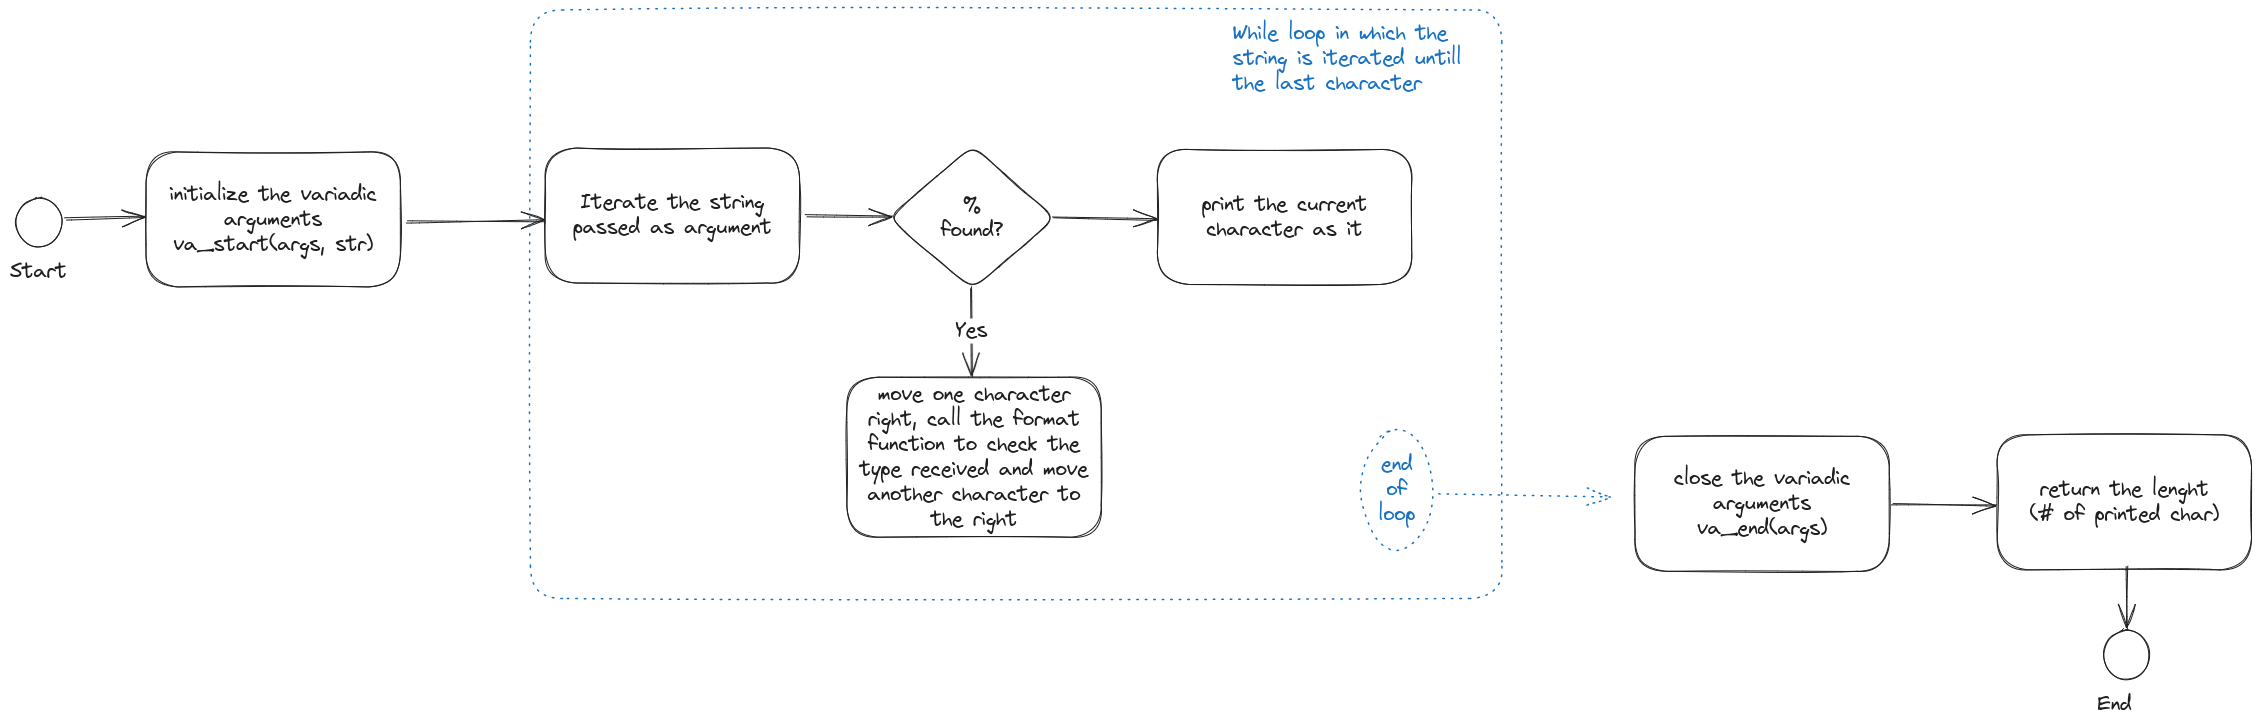 While loop in which the
string is iterated untill
the last character
Start
initialize the variadic
arguments
va_start(args, str)
Iterate the string
passed as argument
%
found?
print the current
character as it
Yes
move one character
right, call the format
function to check the
type received and move
another character to
the right
end
of
loop
close the variadic
arguments
va_end(args)
return the lenght
(# of printed char)
End